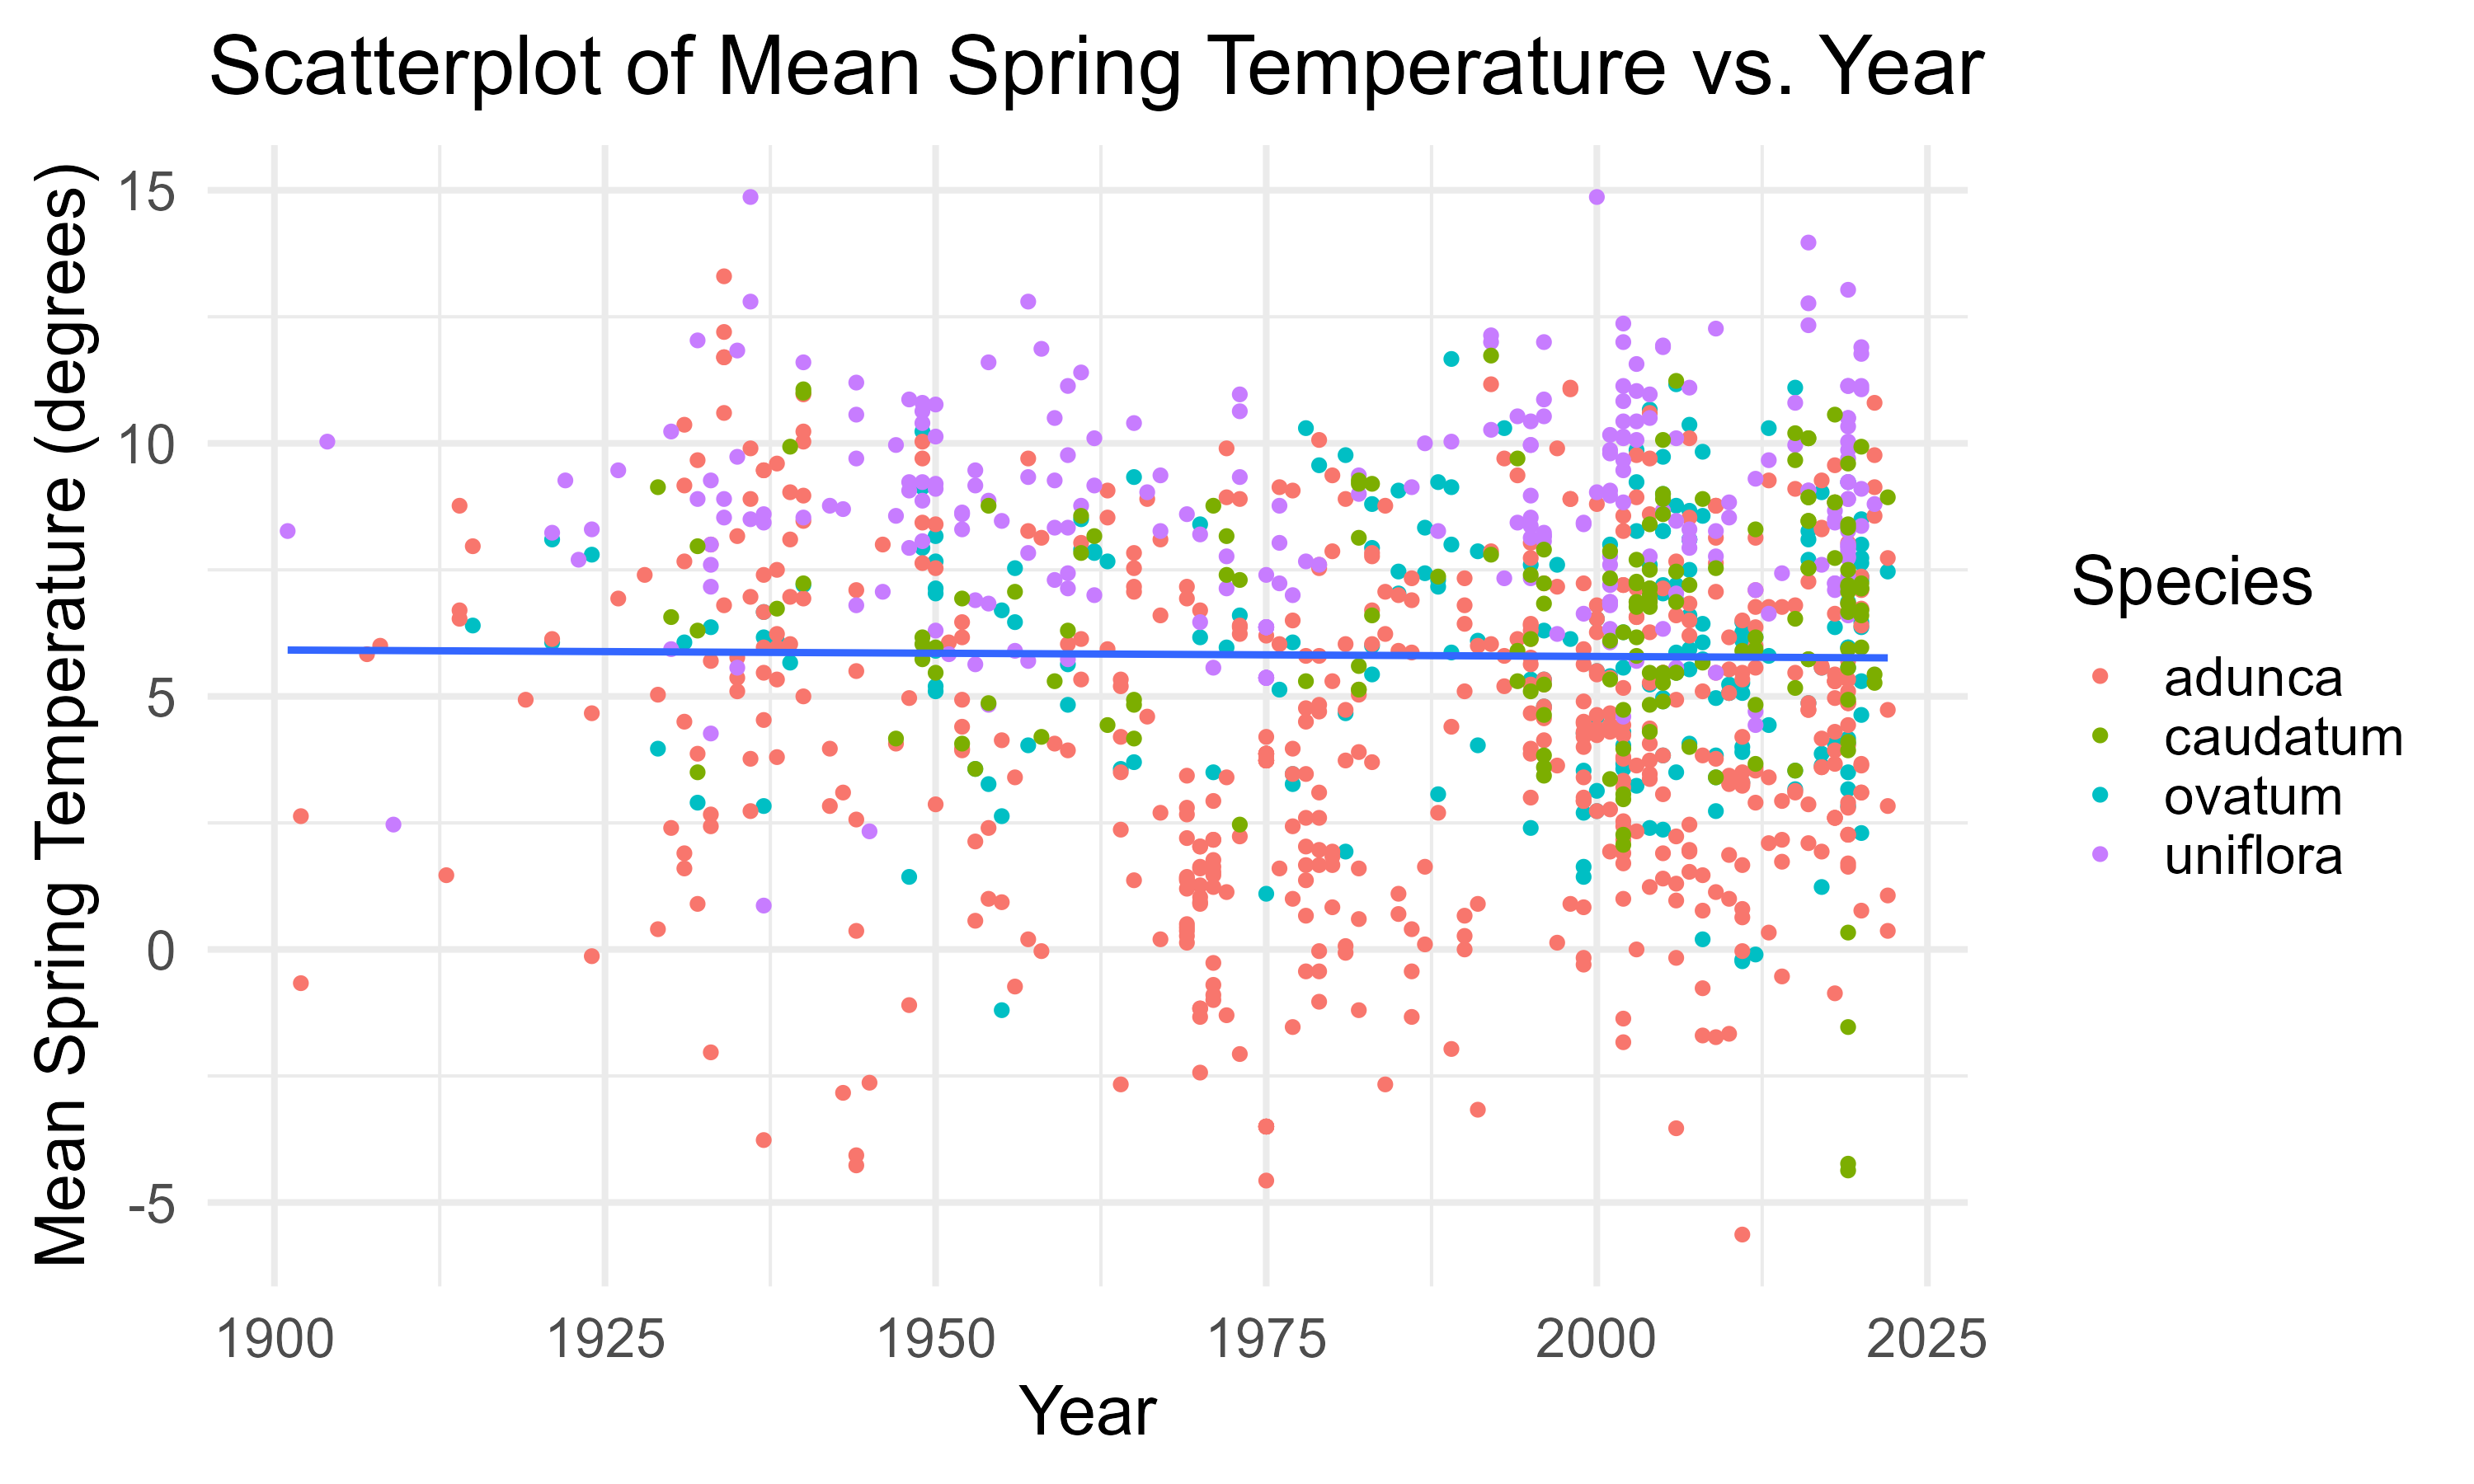 Scatterplot of Mean Spring Temperature vs. Year
Mean Spring Temperature (degrees)
15
10
5
0
-5
1900 1925 1950 1975 2000 2025
Year
Species
adunca
caudatum
ovatum
uniflora